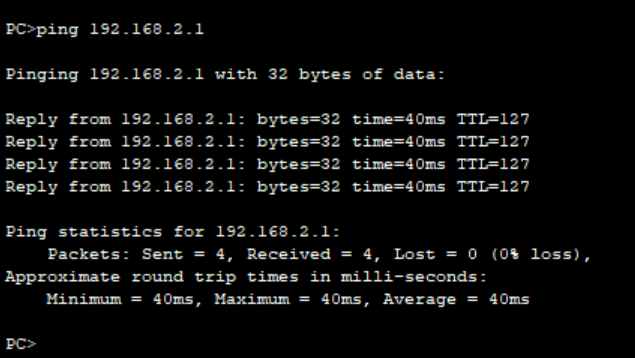 PC>ping 192.168.2.1
Pinging 192.168.2.1 with 32 bytes of data:
Reply from 192.168.2.1: bytes=32 time=40ms TTL=127
Reply from 192.168.2.1: bytes=32 time=40ms TTL=127
Reply from 192.168.2.1: bytes=32 time=40ms TTL=127
Reply from 192.168.2.1: bytes=32 time=40ms TTL=127
Ping statistics for 192.168.2.1:
    Packets: Sent = 4, Received = 4, Lost = 0 (0% loss),
Approximate round trip times in milli-seconds:
    Minimum = 40ms, Maximum = 40ms, Average = 40ms
PC>